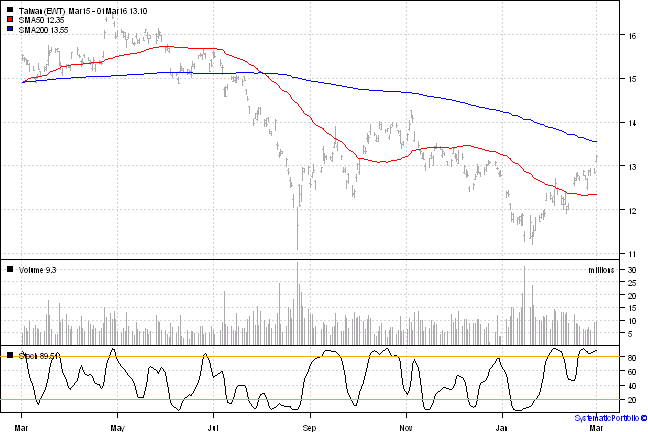 Taiwan (EWT) Mar15 - 01Mar16 13.10
SMA50 12.35
SMA200 13.55
16
15
14
13
12
11
Volume 9.3
millions
30
25
20
15
10
5
Stoch 89.51
80
60
40
20
Mar May Jul Sep Nov Jan Mar
SystematicPortfolio ©